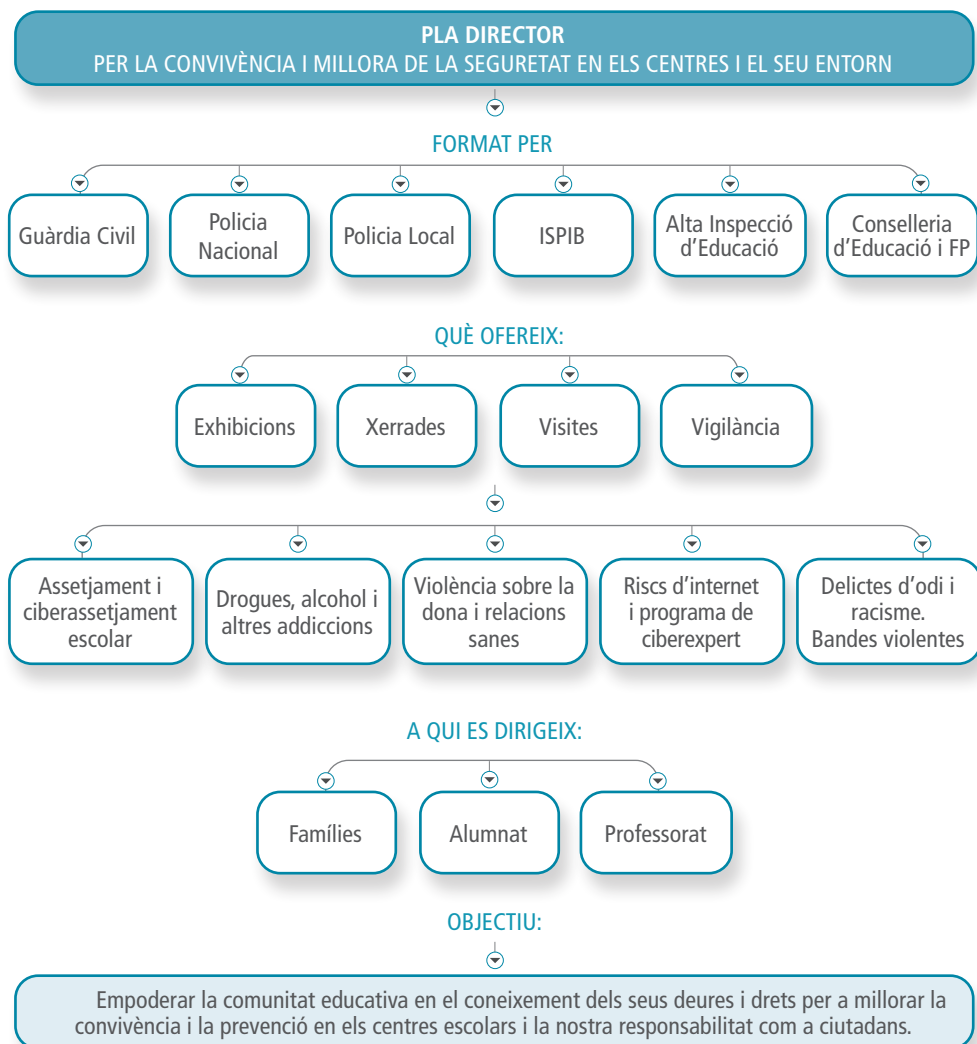 PLA DIRECTOR
PER LA CONVIVÈNCIA I MILLORA DE LA SEGURETAT EN ELS CENTRES I EL SEU ENTORN
FORMAT PER
Guàrdia Civil
Policia
Nacional
Policia Local
ISPIB
Alta Inspecció
d'Educació
Conselleria
d'Educació i FP
QUÈ OFEREIX:
Exhibicions
Xerrades
Visites
Vigilància
Assetjament i
ciberassetjament
escolar
Drogues, alcohol i
altres addiccions
Violència sobre la
dona i relacions
sanes
Riscs d'internet
i programa de
ciberexpert
Delictes d'odi i
racisme.
Bandes violentes
A QUI ES DIRIGEIX:
Famílies
Alumnat
Professorat
OBJECTIU:
Empoderar la comunitat educativa en el coneixement dels seus deures i drets per a millorar la
convivència i la prevenció en els centres escolars i la nostra responsabilitat com a ciutadans.